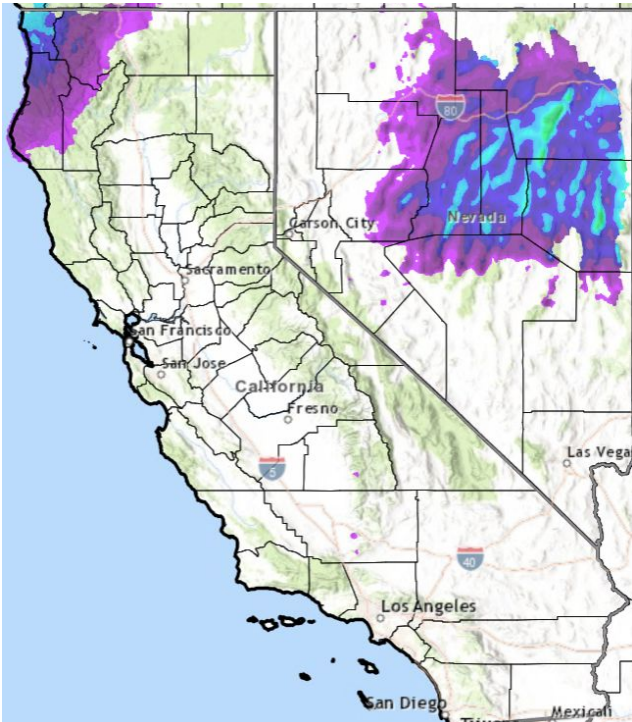 80
Nevada
Carson City
Sacramento
San Francisco
San Jose
California
Fresno
5
Las Vega
40
Los Angeles
San Diego
Mexicali